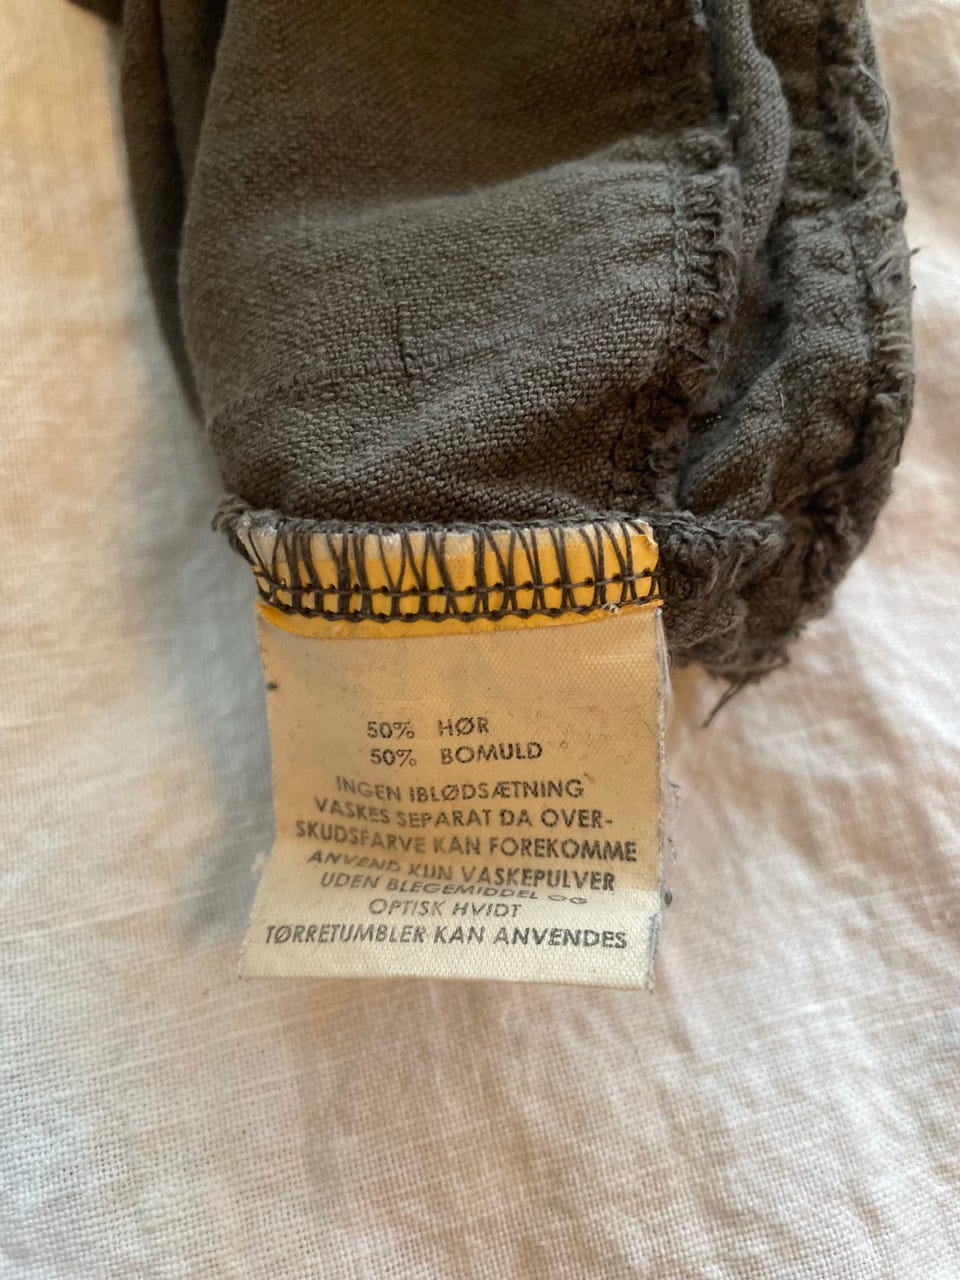 50% HØR
50% BOMULD
INGEN IBLØDSÆTNING
VASKES SEPARAT DA OVER-
SKUDSFARVE KAN FOREKOMME
ANVEND KUN VASKEPULVER
UDEN BLEGEMIDDEL OG
OPTISK HVIDT
TØRRETUMBLER KAN ANVENDES